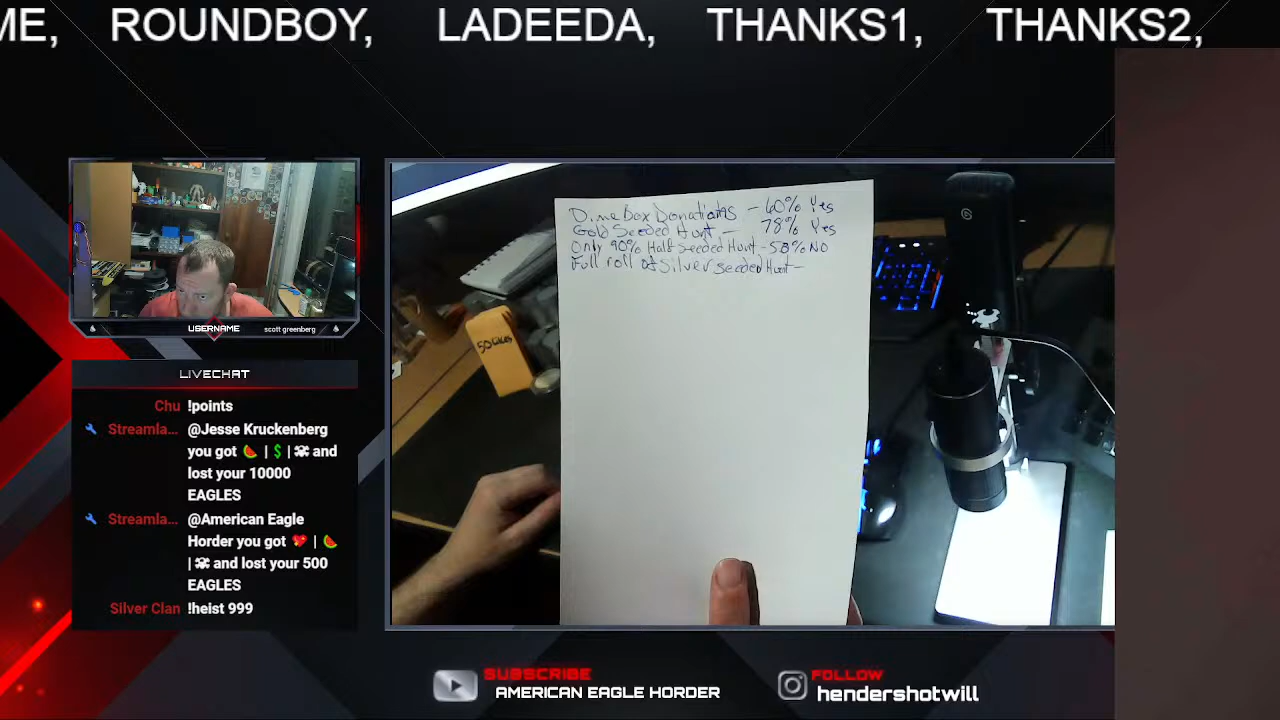 ME, ROUNDBOY, LADEEDA, THANKS1, THANKS2,
Dime Box Donations - 60% Yes
Gold Seeded Hunt - 78% Yes
Only 90% Half Seeded Hunt - 58% No
Full roll of Silver Seeded Hunt -
50
USERNAME scott greenberg
LIVECHAT
Chu !points
Streamla... @Jesse Kruckenberg
you got 🍉 | 💲 | and
lost your 10000
EAGLES
Streamla... @American Eagle
Horder you got 💖 | 🍉
| and lost your 500
EAGLES
Silver Clan !heist 999
SUBSCRIBE
AMERICAN EAGLE HORDER
FOLLOW
hendershotwill